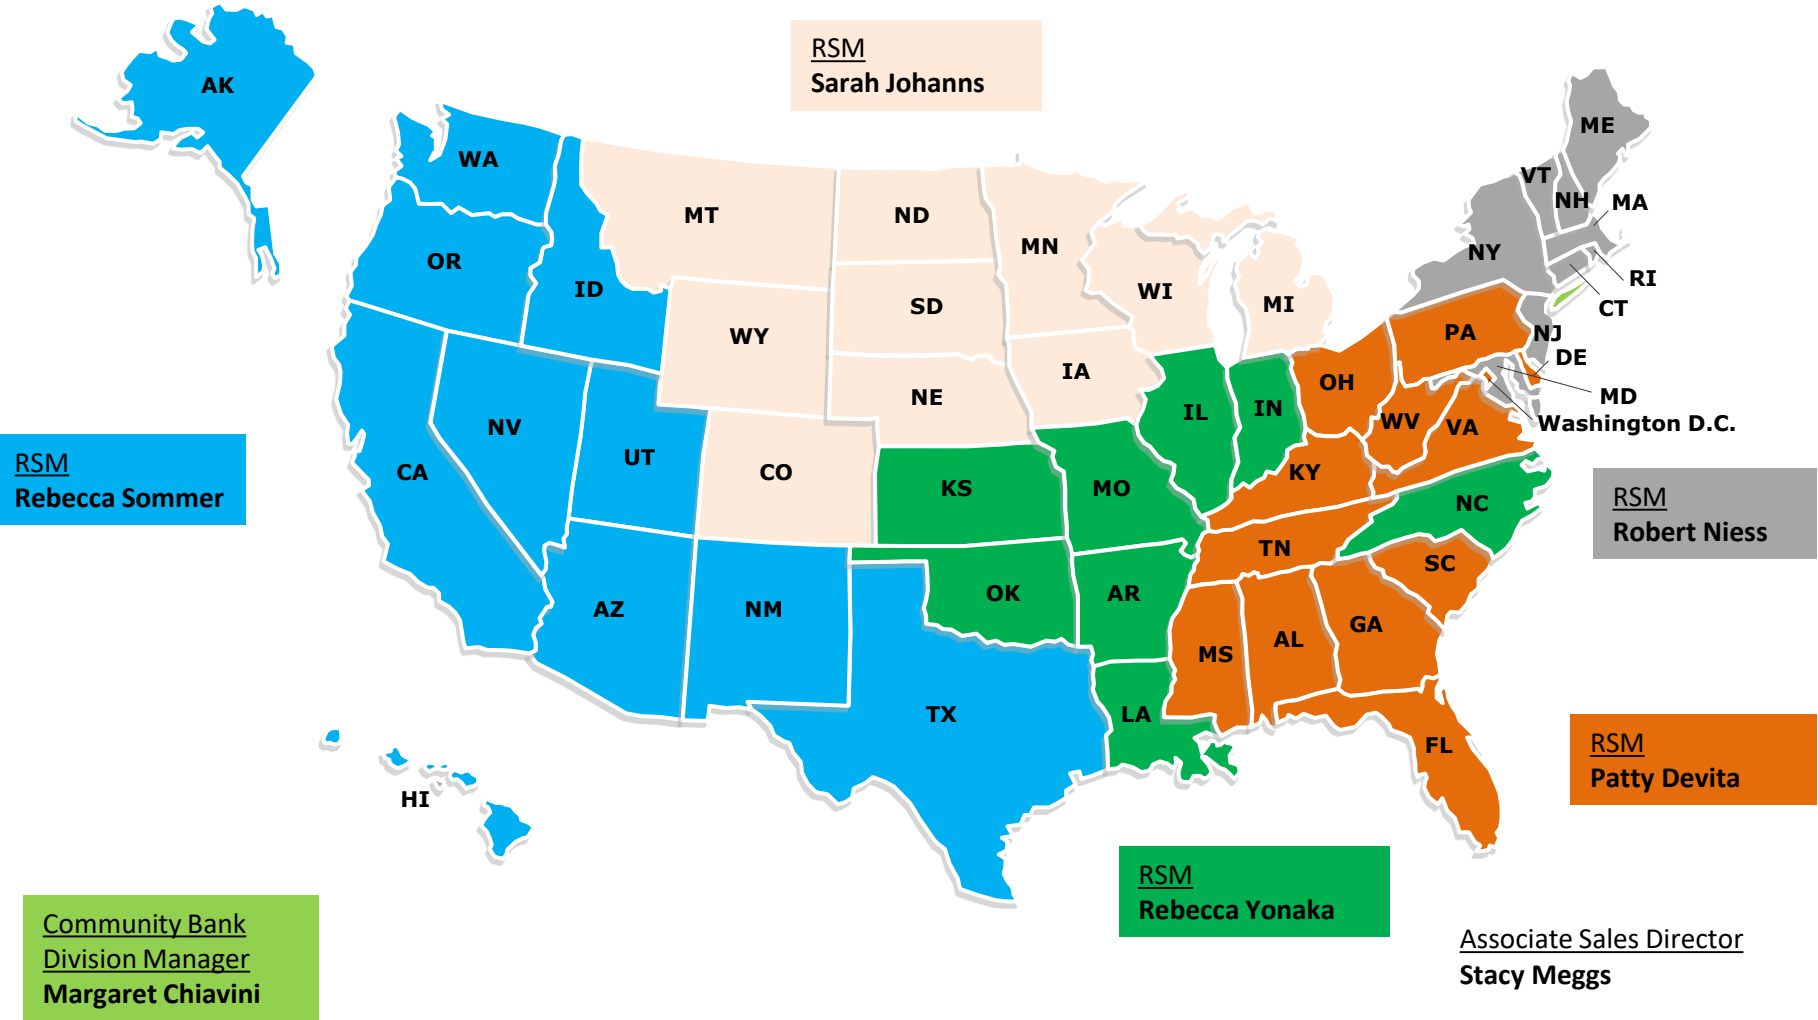 AK
RSM
Sarah Johanns
WA
OR
ID
MT
ND
MN
SD
WY
WI
MI
IA
NE
ME
VT
NH
MA
NY
RI
CT
PA
NJ
DE
MD
Washington D.C.
OH
IL
IN
WV
VA
KY
NV
UT
CA
CO
KS
MO
NC
RSM
Rebecca Sommer
RSM
Robert Niess
TN
SC
AZ
NM
OK
AR
MS
AL
GA
TX
LA
FL
HI
RSM
Patty Devita
RSM
Rebecca Yonaka
Community Bank
Division Manager
Margaret Chiavini
Associate Sales Director
Stacy Meggs